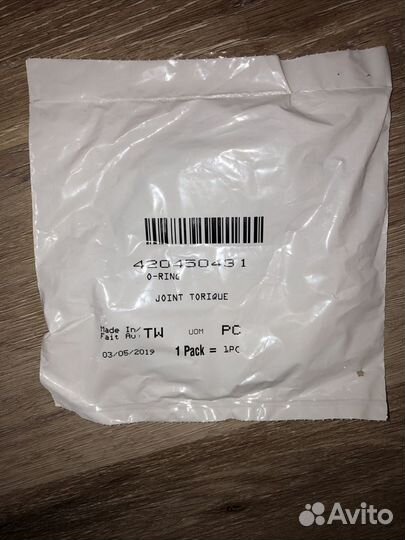 420450431
O-RING
JOINT TORIQUE
Made In/
Fait Au: TW UOM PC
03/05/2019 1 Pack = 1PC
Avito